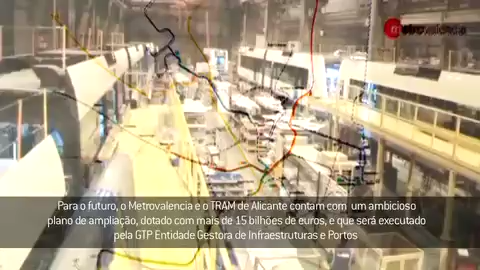 metrovalencia
Para o futuro, o Metrovalencia e o TRAM de Alicante contam com um ambicioso
plano de ampliação, dotado com mais de 15 bilhões de euros, e que será executado
pela GTP Entidade Gestora de Infraestruturas e Portos